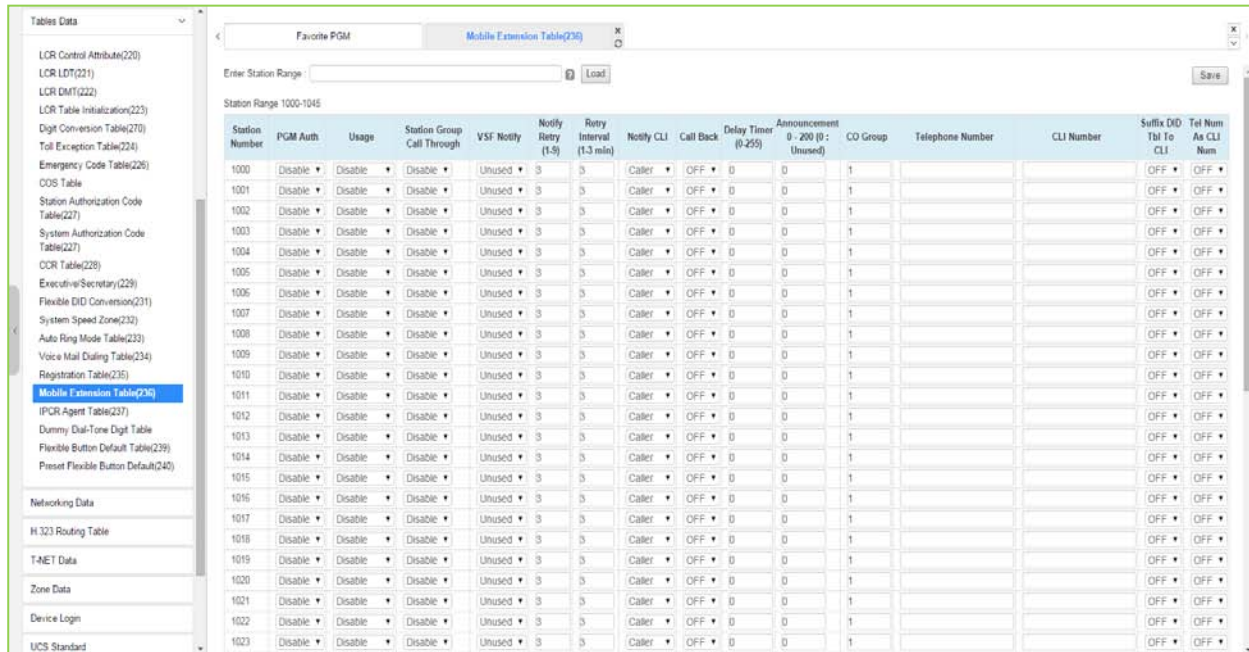 Tables Data
LCR Control Attribute(220)
LCR LDT(221)
LCR DMT(222)
LCR Table Initialization(223)
Digit Conversion Table(270)
Toll Exception Table(224)
Emergency Code Table(226)
COS Table
Station Authorization Code
Table(227)
System Authorization Code
Table(227)
CCR Table(228)
Executive/Secretary(229)
Flexible DID Conversion(231)
System Speed Zone(232)
Auto Ring Mode Table(233)
Voice Mail Dialing Table(234)
Registration Table(235)
Mobile Extension Table(236)
IPCR Agent Table(237)
Dummy Dial-Tone Digit Table
Flexible Button Default Table(239)
Preset Flexible Button Default(240)
Networking Data
H.323 Routing Table
T-NET Data
Zone Data
Device Login
UCS Standard
Favorite PGM Mobile Extension Table(236)
Enter Station Range : Load Save
Station Range 1000-1045
Station Number PGM Auth Usage Station Group Call Through VSF Notify Notify Retry (1-9) Retry Interval (1-3 min) Notify CLI Call Back Delay Timer (0-255) Announcement 0 - 200 (0 : Unused) CO Group Telephone Number CLI Number Suffix DID Tbl To CLI Tel Num As CLI Num
1000 Disable Disable Disable Unused 3 3 Caller OFF 0 0 1 OFF OFF
1001 Disable Disable Disable Unused 3 3 Caller OFF 0 0 1 OFF OFF
1002 Disable Disable Disable Unused 3 3 Caller OFF 0 0 1 OFF OFF
1003 Disable Disable Disable Unused 3 3 Caller OFF 0 0 1 OFF OFF
1004 Disable Disable Disable Unused 3 3 Caller OFF 0 0 1 OFF OFF
1005 Disable Disable Disable Unused 3 3 Caller OFF 0 0 1 OFF OFF
1006 Disable Disable Disable Unused 3 3 Caller OFF 0 0 1 OFF OFF
1007 Disable Disable Disable Unused 3 3 Caller OFF 0 0 1 OFF OFF
1008 Disable Disable Disable Unused 3 3 Caller OFF 0 0 1 OFF OFF
1009 Disable Disable Disable Unused 3 3 Caller OFF 0 0 1 OFF OFF
1010 Disable Disable Disable Unused 3 3 Caller OFF 0 0 1 OFF OFF
1011 Disable Disable Disable Unused 3 3 Caller OFF 0 0 1 OFF OFF
1012 Disable Disable Disable Unused 3 3 Caller OFF 0 0 1 OFF OFF
1013 Disable Disable Disable Unused 3 3 Caller OFF 0 0 1 OFF OFF
1014 Disable Disable Disable Unused 3 3 Caller OFF 0 0 1 OFF OFF
1015 Disable Disable Disable Unused 3 3 Caller OFF 0 0 1 OFF OFF
1016 Disable Disable Disable Unused 3 3 Caller OFF 0 0 1 OFF OFF
1017 Disable Disable Disable Unused 3 3 Caller OFF 0 0 1 OFF OFF
1018 Disable Disable Disable Unused 3 3 Caller OFF 0 0 1 OFF OFF
1019 Disable Disable Disable Unused 3 3 Caller OFF 0 0 1 OFF OFF
1020 Disable Disable Disable Unused 3 3 Caller OFF 0 0 1 OFF OFF
1021 Disable Disable Disable Unused 3 3 Caller OFF 0 0 1 OFF OFF
1022 Disable Disable Disable Unused 3 3 Caller OFF 0 0 1 OFF OFF
1023 Disable Disable Disable Unused 3 3 Caller OFF 0 0 1 OFF OFF